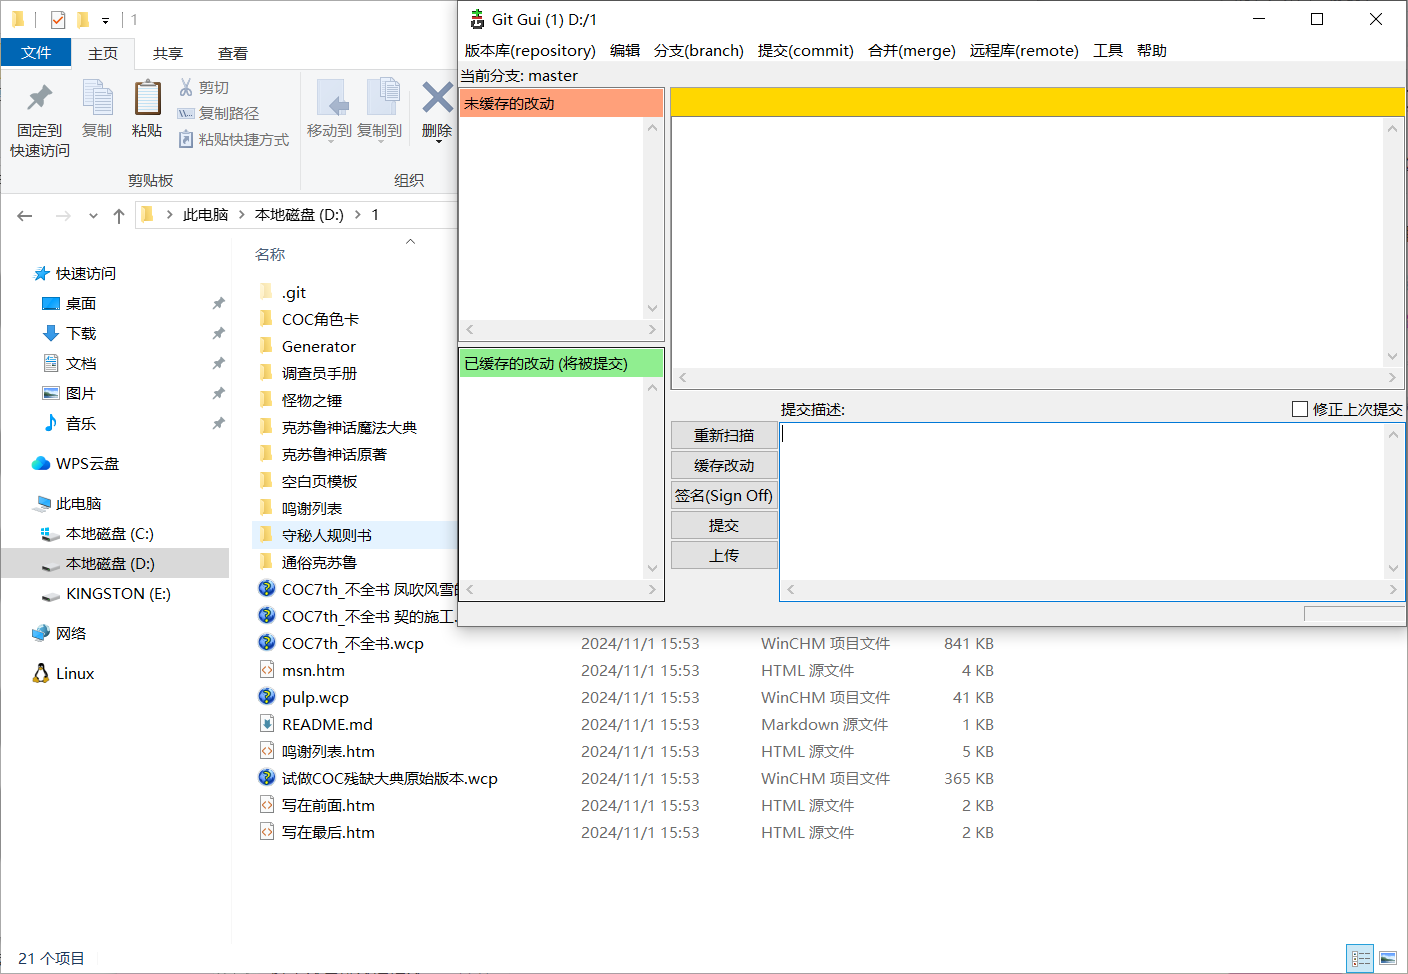 1
文件
主页
共享
查看
固定到
快速访问
复制
粘贴
剪切
复制路径
粘贴快捷方式
剪贴板
移动到
复制到
删除
组织
此电脑
本地磁盘 (D:)
1
名称
快速访问
桌面
下载
文档
图片
音乐
WPS云盘
此电脑
本地磁盘 (C:)
本地磁盘 (D:)
KINGSTON (E:)
网络
Linux
.git
COC角色卡
Generator
调查员手册
怪物之锤
克苏鲁神话魔法大典
克苏鲁神话原著
空白页模板
鸣谢列表
守秘人规则书
通俗克苏鲁
COC7th_不全书 凤吹风雪
COC7th_不全书 契的施工.
COC7th_不全书.wcp 2024/11/1 15:53 WinCHM 项目文件 841 KB
msn.htm 2024/11/1 15:53 HTML 源文件 4 KB
pulp.wcp 2024/11/1 15:53 WinCHM 项目文件 41 KB
README.md 2024/11/1 15:53 Markdown 源文件 1 KB
鸣谢列表.htm 2024/11/1 15:53 HTML 源文件 5 KB
试做COC残缺大典原始版本.wcp 2024/11/1 15:53 WinCHM 项目文件 365 KB
写在前面.htm 2024/11/1 15:53 HTML 源文件 2 KB
写在最后.htm 2024/11/1 15:53 HTML 源文件 2 KB
21 个项目
Git Gui (1) D:/1
版本库(repository) 编辑 分支(branch) 提交(commit) 合并(merge) 远程库(remote) 工具 帮助
当前分支: master
未缓存的改动
已缓存的改动 (将被提交)
提交描述:
修正上次提交
重新扫描
缓存改动
签名(Sign Off)
提交
上传